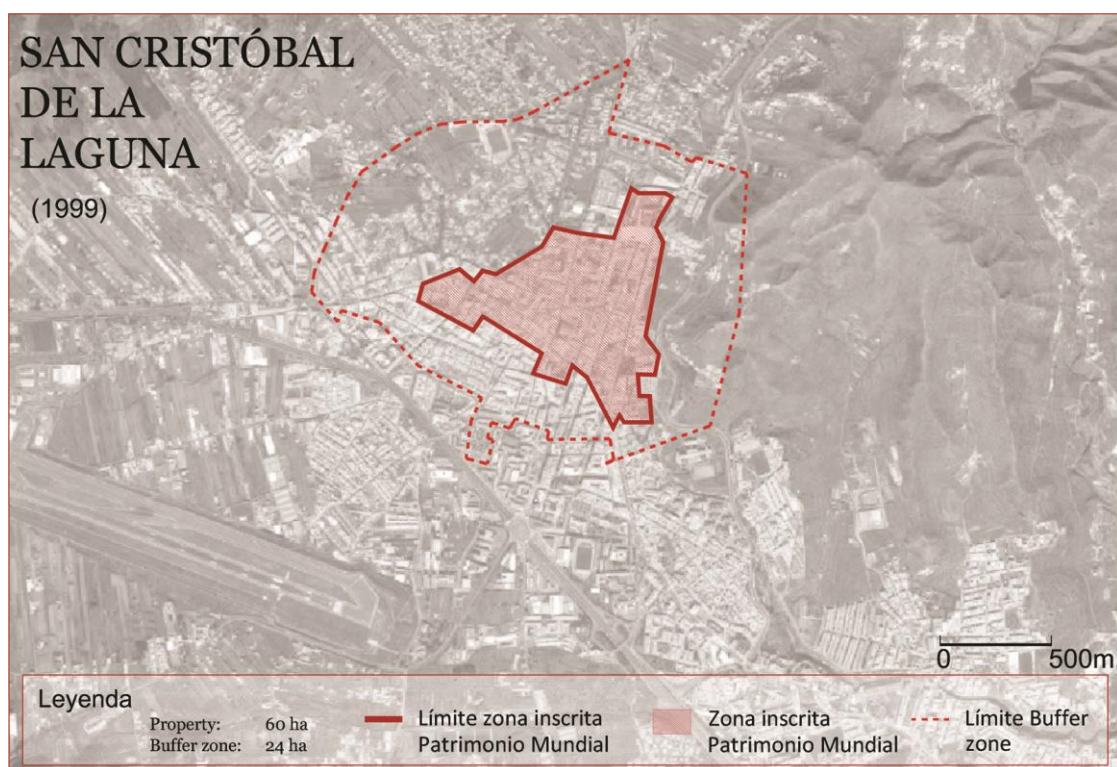 SAN CRISTÓBAL
DE LA
LAGUNA
(1999)
0 500m
Leyenda
Property: 60 ha
Buffer zone: 24 ha
Límite zona inscrita
Patrimonio Mundial
Zona inscrita
Patrimonio Mundial
Límite Buffer
zone